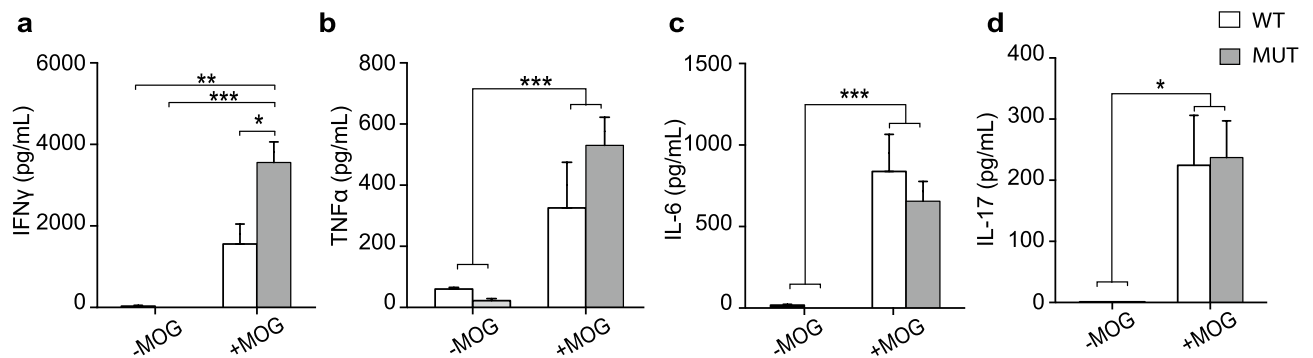 a
b
c
d
WT
MUT
IFNγ (pg/mL)
6000
4000
2000
0
**
***
*
-MOG
+MOG
TNFα (pg/mL)
800
600
400
200
0
***
-MOG
+MOG
IL-6 (pg/mL)
1500
1000
500
0
***
-MOG
+MOG
IL-17 (pg/mL)
400
300
200
100
0
*
-MOG
+MOG